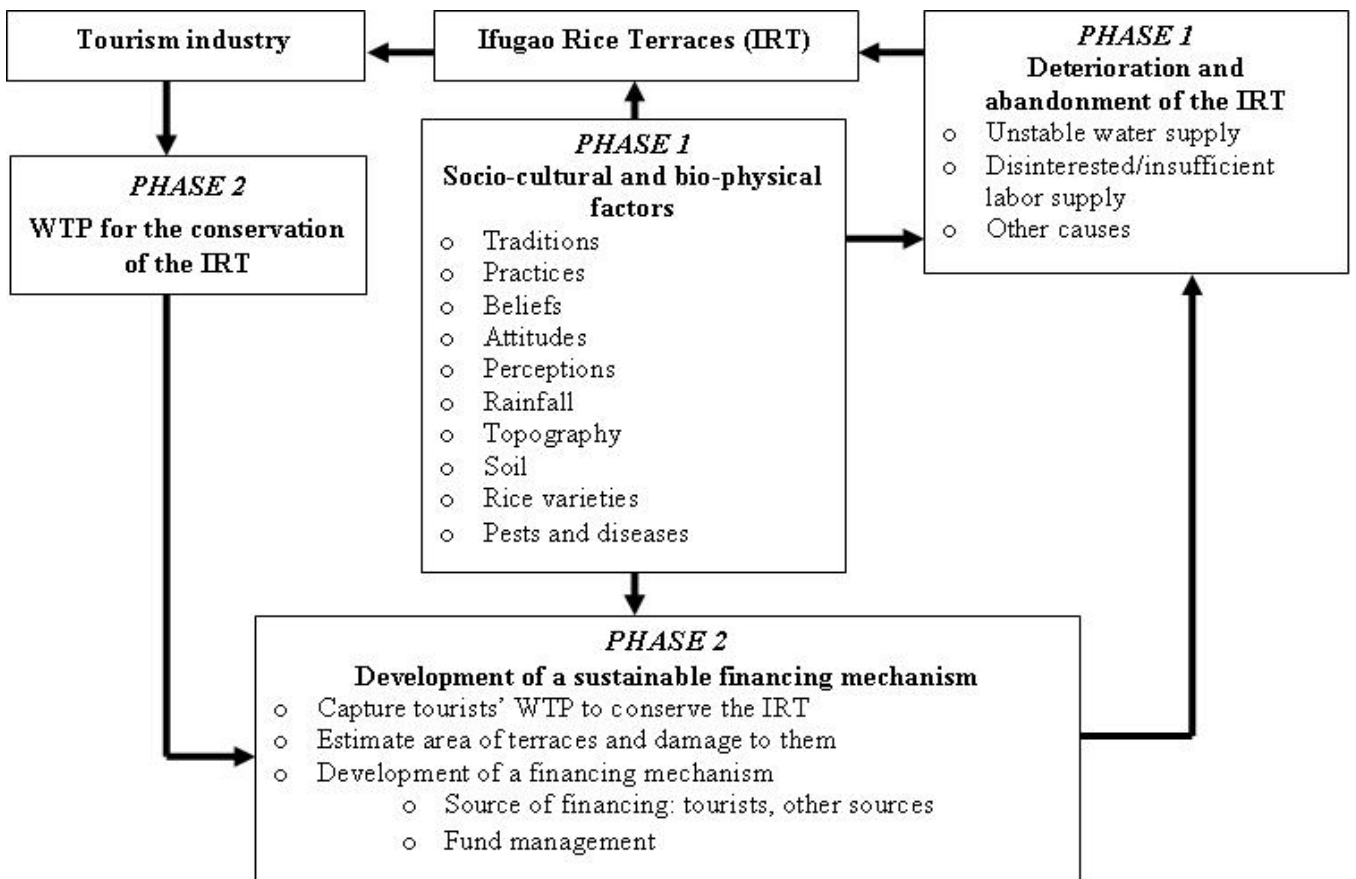 Tourism industry
Ifugao Rice Terraces (IRT)
PHASE 1
Deterioration and
abandonment of the IRT
o Unstable water supply
o Disinterested/insufficient
labor supply
o Other causes
PHASE 1
Socio-cultural and bio-physical
factors
o Traditions
o Practices
o Beliefs
o Attitudes
o Perceptions
o Rainfall
o Topography
o Soil
o Rice varieties
o Pests and diseases
PHASE 2
WTP for the conservation
of the IRT
PHASE 2
Development of a sustainable financing mechanism
o Capture tourists’ WTP to conserve the IRT
o Estimate area of terraces and damage to them
o Development of a financing mechanism
o Source of financing: tourists, other sources
o Fund management